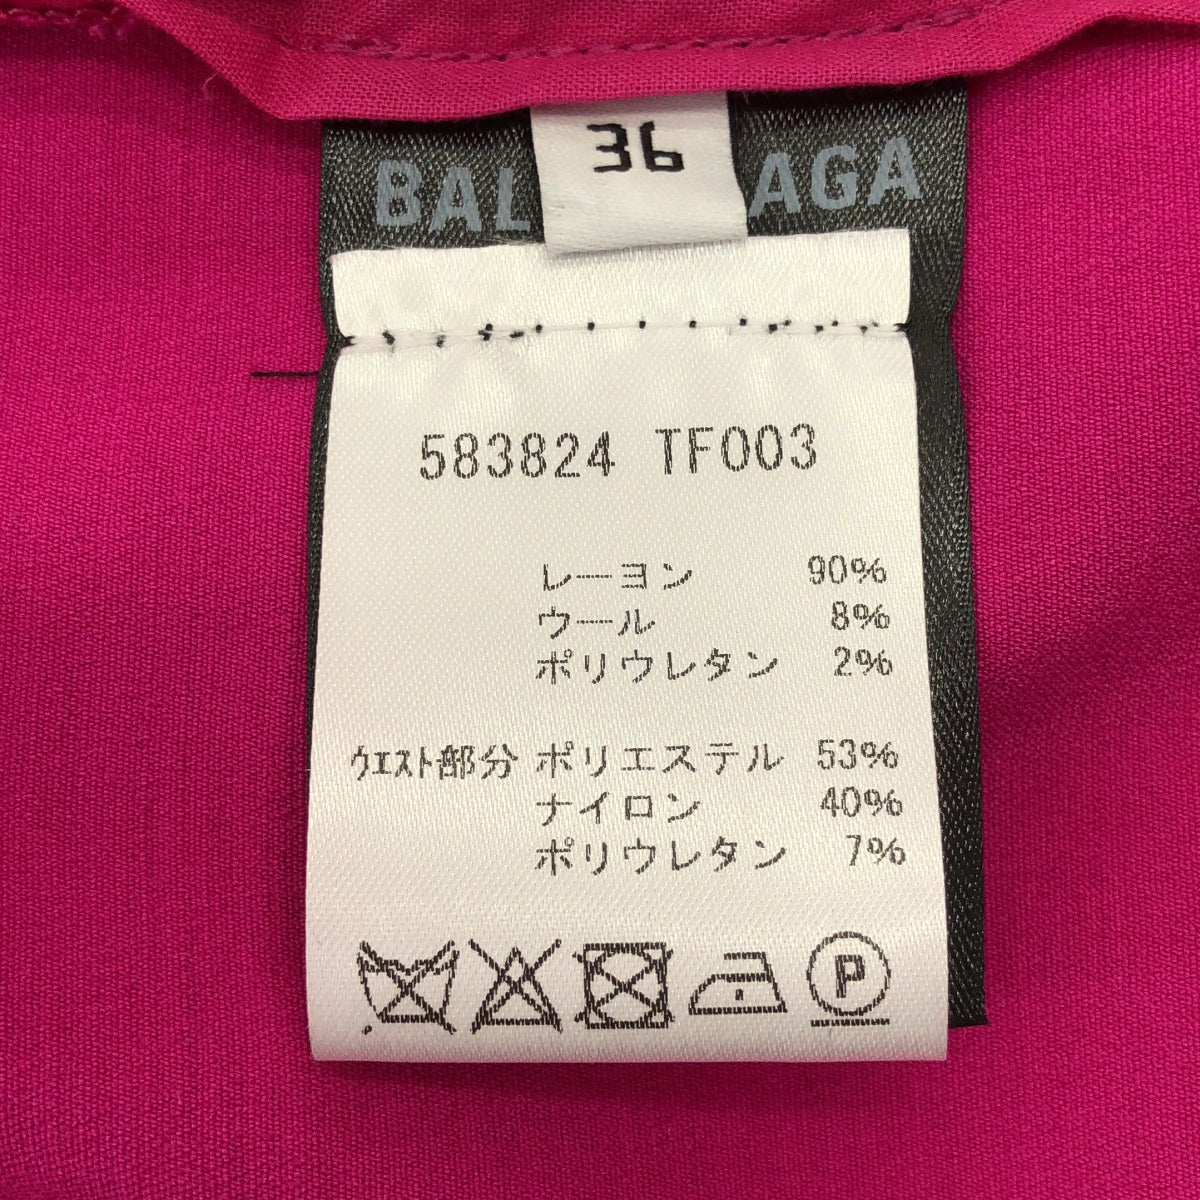 36
BAL AGA
583824 TF003
レーヨン 90%
ウール 8%
ポリウレタン 2%
ウエスト部分 ポリエステル 53%
ナイロン 40%
ポリウレタン 7%
P